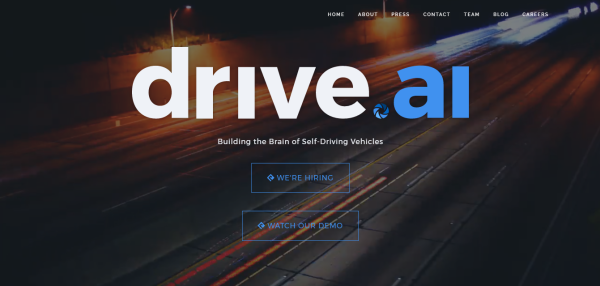 HOME ABOUT PRESS CONTACT TEAM BLOG CAREERS
drive.ai
Building the Brain of Self-Driving Vehicles
WE'RE HIRING
WATCH OUR DEMO